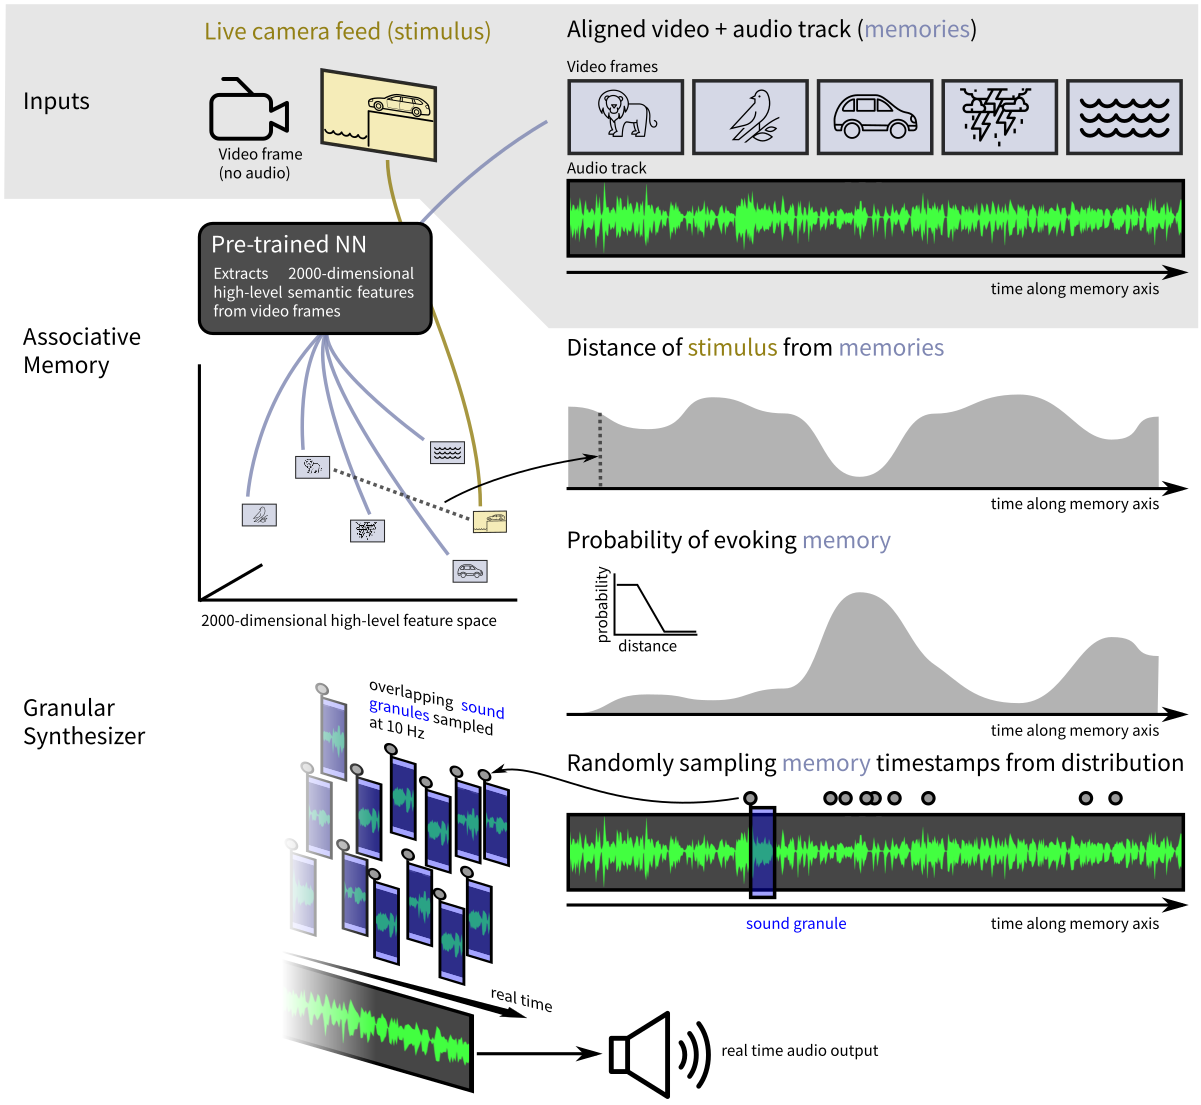 Live camera feed (stimulus)
Aligned video + audio track (memories)
Inputs
Video frames
Video frame
(no audio)
Audio track
time along memory axis
Pre-trained NN
Extracts 2000-dimensional
high-level semantic features
from video frames
Associative
Memory
Distance of stimulus from memories
time along memory axis
2000-dimensional high-level feature space
Probability of evoking memory
probability
distance
time along memory axis
Granular
Synthesizer
overlapping sound
granules sampled
at 10 Hz
Randomly sampling memory timestamps from distribution
sound granule
time along memory axis
real time
real time audio output